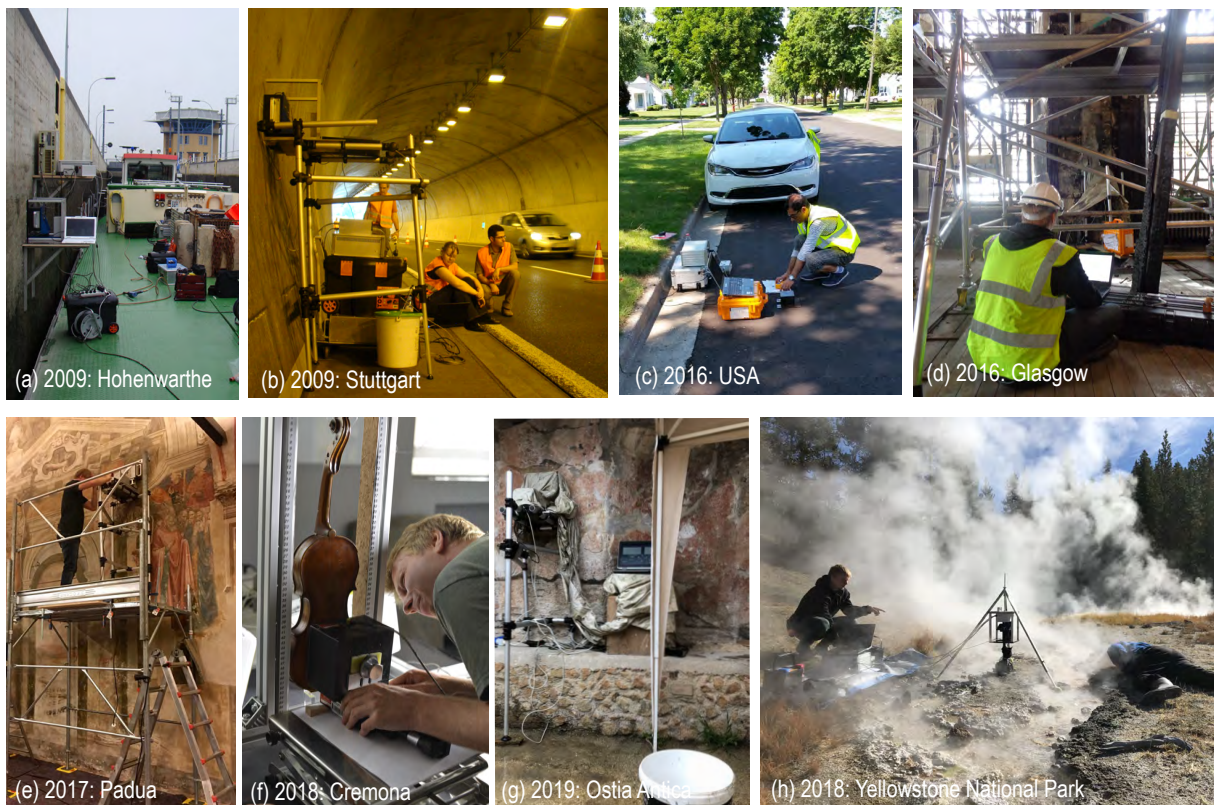 (a) 2009: Hohenwarthe
(b) 2009: Stuttgart
(c) 2016: USA
(d) 2016: Glasgow
(e) 2017: Padua
(f) 2018: Cremona
(g) 2019: Ostia Antica
(h) 2018: Yellowstone National Park